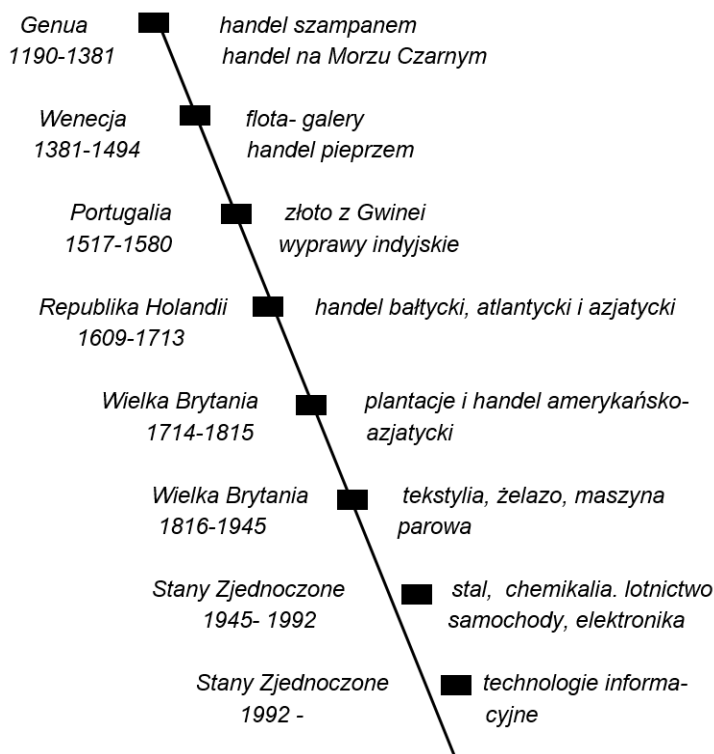 Genua handel szampanem
1190-1381 handel na Morzu Czarnym
Wenecja flota- galery
1381-1494 handel pieprzem
Portugalia złoto z Gwinei
1517-1580 wyprawy indyjskie
Republika Holandii handel bałtycki, atlantycki i azjatycki
1609-1713
Wielka Brytania plantacje i handel amerykańsko-
1714-1815 azjatycki
Wielka Brytania tekstylia, żelazo, maszyna
1816-1945 parowa
Stany Zjednoczone stal, chemikalia. lotnictwo
1945- 1992 samochody, elektronika
Stany Zjednoczone technologie informa-
1992 - cyjne